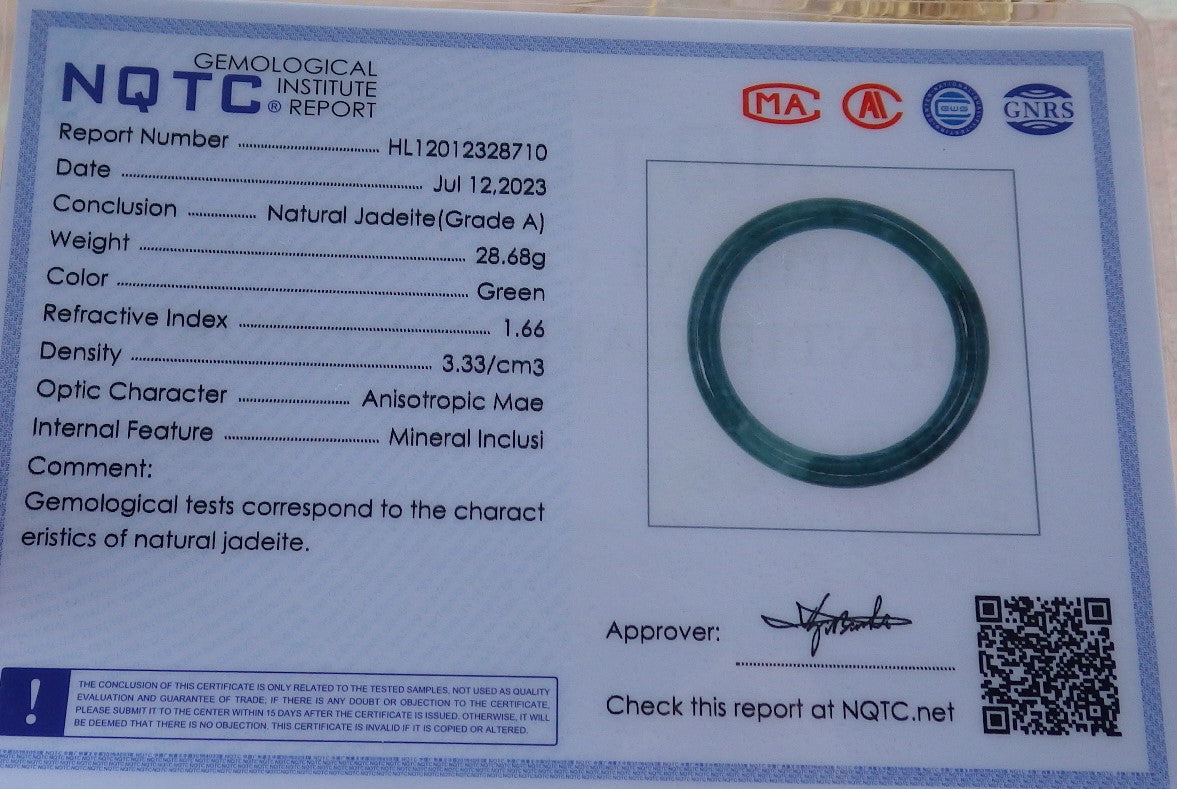 NQTC® GEMOLOGICAL INSTITUTE REPORT
MA
GNRS
Report Number HL12012328710
Date Jul 12,2023
Conclusion Natural Jadeite(Grade A)
Weight 28.68g
Color Green
Refractive Index 1.66
Density 3.33/cm3
Optic Character Anisotropic Mae
Internal Feature Mineral Inclusi
Comment:
Gemological tests correspond to the charact
eristics of natural jadeite.
! THE CONCLUSION OF THIS CERTIFICATE IS ONLY RELATED TO THE TESTED SAMPLES, NOT USED AS QUALITY
EVALUATION AND GUARANTEE OF TRADE, IF THERE IS ANY DOUBT OR OBJECTION TO THE CERTIFICATE,
PLEASE SUBMIT IT TO THE CENTER WITHIN 15 DAYS AFTER THE CERTIFICATE IS ISSUED. OTHERWISE, IT WILL
BE DEEMED THAT THERE IS NO OBJECTION. THIS CERTIFICATE IS INVALID IF IT IS COPIED OR ALTERED.
Approver:
Check this report at NQTC.net